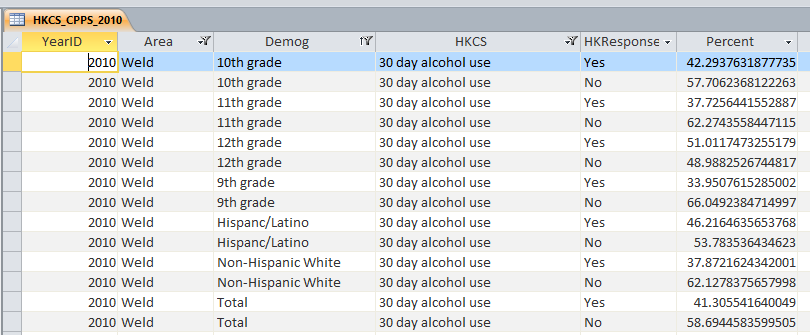 HKCS_CPPS_2010
YearID Area Demog HKCS HKResponse Percent
2010 Weld 10th grade 30 day alcohol use Yes 42.2937631877735
2010 Weld 10th grade 30 day alcohol use No 57.7062368122263
2010 Weld 11th grade 30 day alcohol use Yes 37.7256441552887
2010 Weld 11th grade 30 day alcohol use No 62.2743558447115
2010 Weld 12th grade 30 day alcohol use Yes 51.0117473255179
2010 Weld 12th grade 30 day alcohol use No 48.9882526744817
2010 Weld 9th grade 30 day alcohol use Yes 33.9507615285002
2010 Weld 9th grade 30 day alcohol use No 66.0492384714997
2010 Weld Hispanc/Latino 30 day alcohol use Yes 46.2164635653768
2010 Weld Hispanc/Latino 30 day alcohol use No 53.783536434623
2010 Weld Non-Hispanic White 30 day alcohol use Yes 37.8721624342001
2010 Weld Non-Hispanic White 30 day alcohol use No 62.1278375657998
2010 Weld Total 30 day alcohol use Yes 41.305541640049
2010 Weld Total 30 day alcohol use No 58.6944583599505